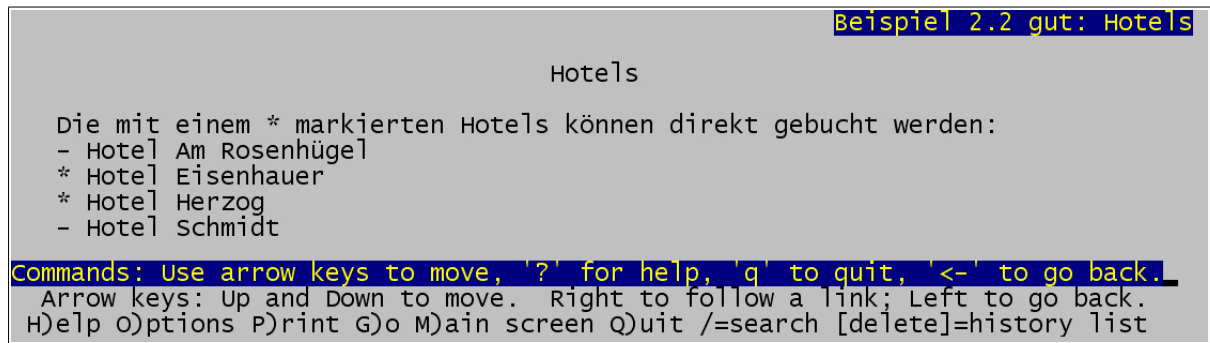 Beispiel 2.2 gut: Hotels
Hotels
Die mit einem * markierten Hotels können direkt gebucht werden:
- Hotel Am Rosenhügel
* Hotel Eisenhauer
* Hotel Herzog
- Hotel Schmidt
Commands: Use arrow keys to move, '?' for help, 'q' to quit, '<-' to go back.
Arrow keys: Up and Down to move.  Right to follow a link; Left to go back.
H)elp O)ptions P)rint G)o M)ain screen Q)uit /=search [delete]=history list